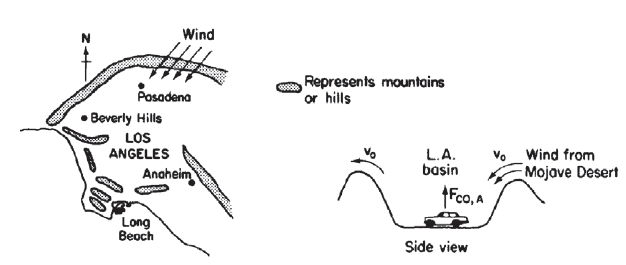 N
Wind
Pasadena
Beverly Hills
LOS
ANGELES
Anaheim
Long
Beach
Represents mountains
or hills
v₀
L.A.
basin
F_CO, A
v₀
Wind from
Mojave Desert
Side view